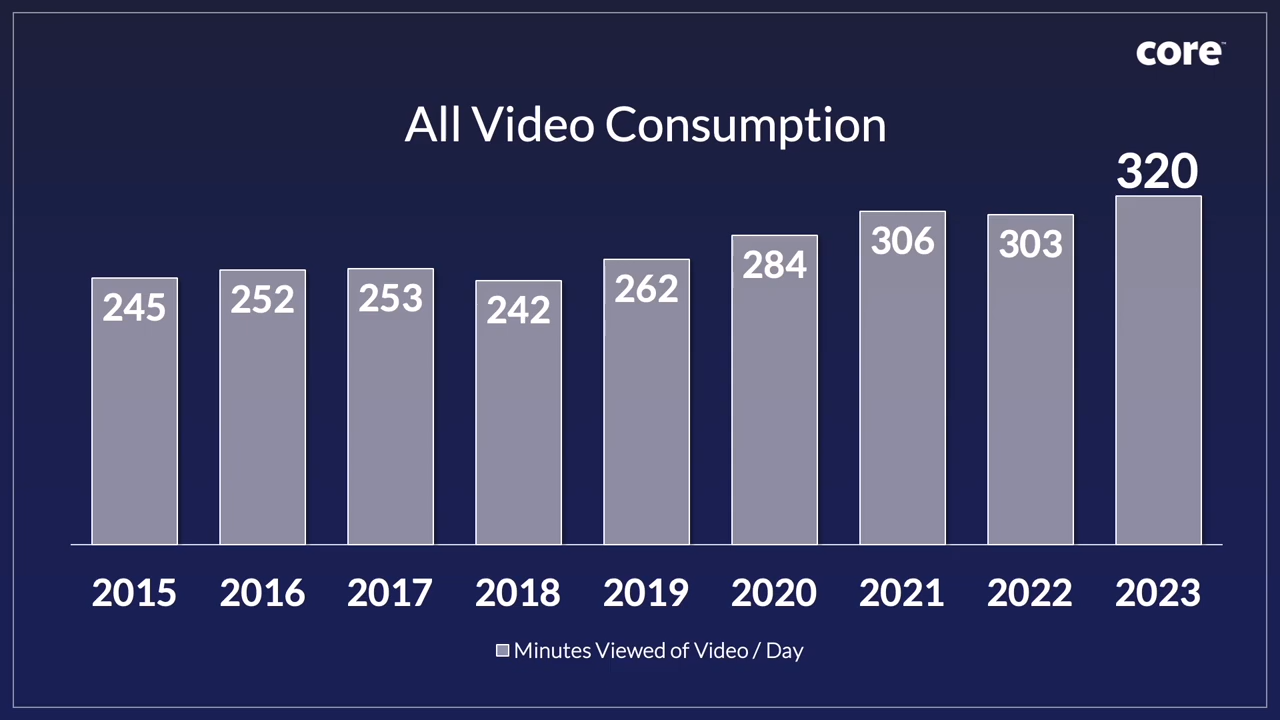 core™
All Video Consumption
320
306
303
284
262
245
252
253
242
2015 2016 2017 2018 2019 2020 2021 2022 2023
Minutes Viewed of Video / Day